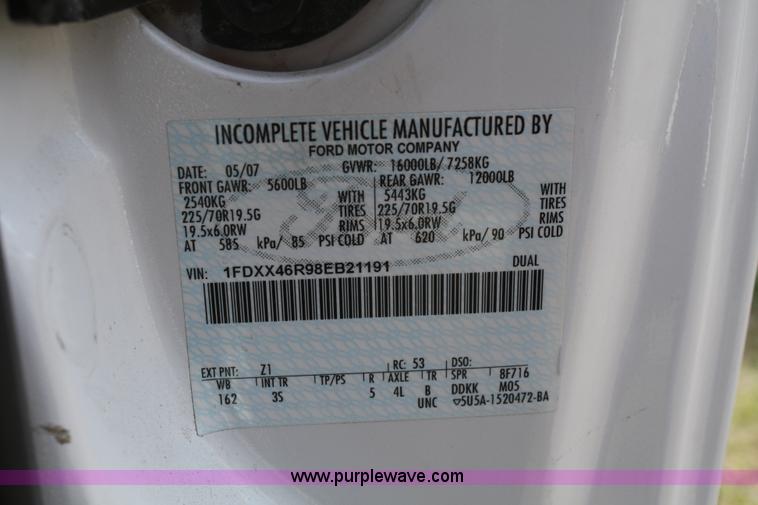 INCOMPLETE VEHICLE MANUFACTURED BY
FORD MOTOR COMPANY
DATE: 05/07 GVWR: 16000LB/ 7258KG
FRONT GAWR: 5600LB REAR GAWR: 12000LB
2540KG WITH 5443KG WITH
225/70R19.5G TIRES 225/70R19.5G TIRES
19.5x6.0RW RIMS 19.5x6.0RW RIMS
AT 585 kPa/ 85 PSI COLD AT 620 kPa/ 90 PSI COLD
VIN: 1FDXX46R98EB21191 DUAL
EXT PNT: Z1 RC: 53 DSO:
WB INT TR TP/PS R AXLE TR SPR 8F716
162 3S 5 4L B DDKK M05
UNC ▽5U5A-1520472-BA
www.purplewave.com